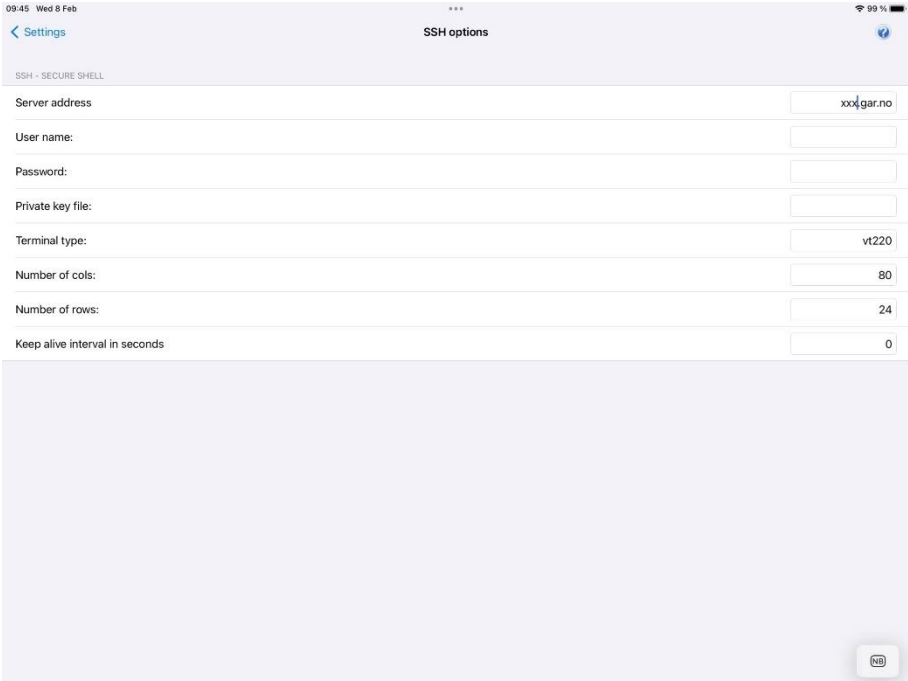 09:45 Wed 8 Feb 99 %
Settings SSH options ?
SSH - SECURE SHELL
Server address xxx.gar.no
User name:
Password:
Private key file:
Terminal type: vt220
Number of cols: 80
Number of rows: 24
Keep alive interval in seconds 0
NB